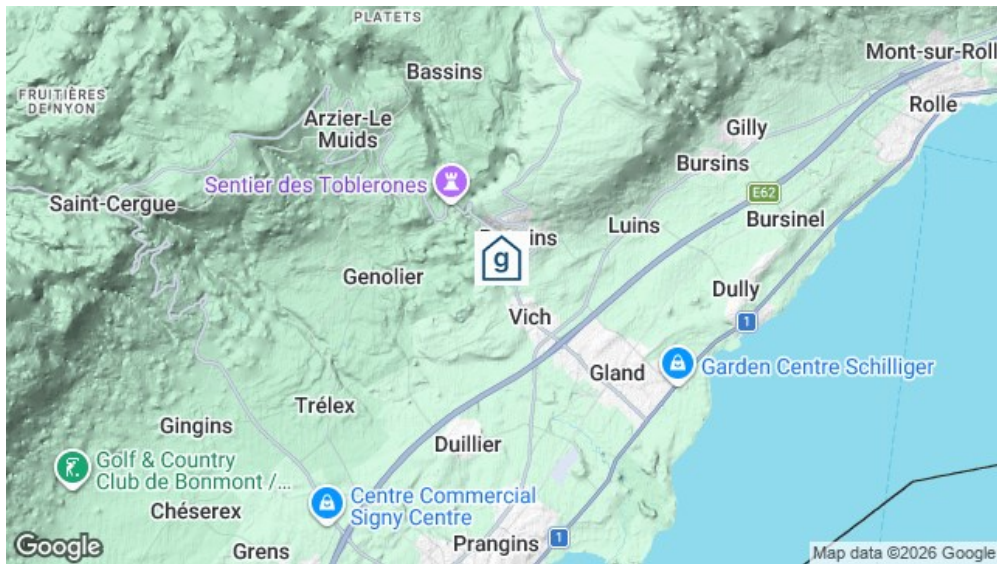 PLATETS
Mont-sur-Roll
Bassins
FRUITIÈRES
DE NYON
Rolle
Arzier-Le
Muids
Gilly
Bursins
Sentier des Toblerones
E62
Saint-Cergue
Bursinel
Luins
g
Genolier
Dully
Vich
1
Gland
Garden Centre Schilliger
Trélex
Gingins
Duillier
Golf & Country
Club de Bonmont /...
Centre Commercial
Signy Centre
Chéserex
Grens
Prangins
1
Google
Map data ©2026 Google